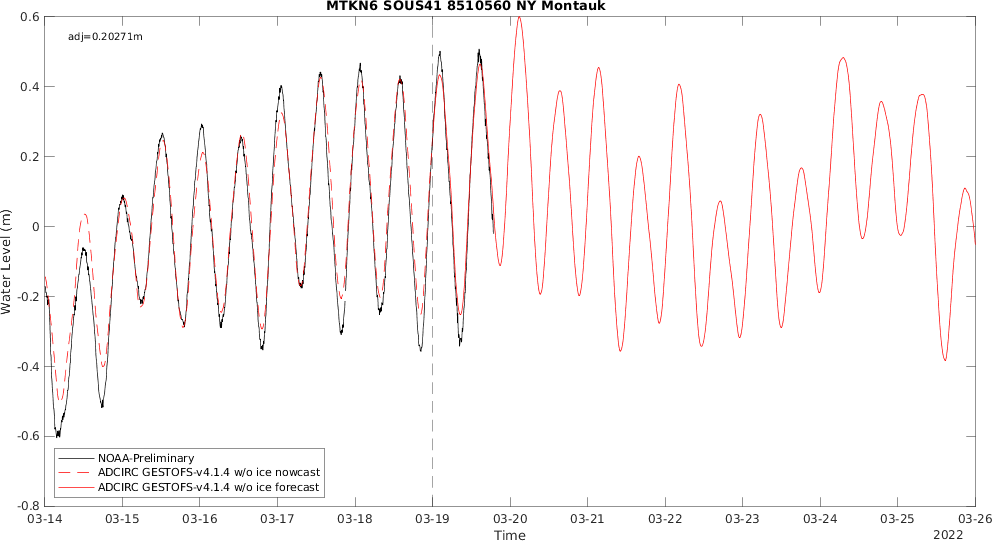 MTKN6 SOUS41 8510560 NY Montauk
adj=0.20271m
Water Level (m)
0.6
0.4
0.2
0
-0.2
-0.4
-0.6
-0.8
NOAA-Preliminary
ADCIRC GESTOFS-v4.1.4 w/o ice nowcast
ADCIRC GESTOFS-v4.1.4 w/o ice forecast
03-14 03-15 03-16 03-17 03-18 03-19 03-20 03-21 03-22 03-23 03-24 03-25 03-26
Time
2022